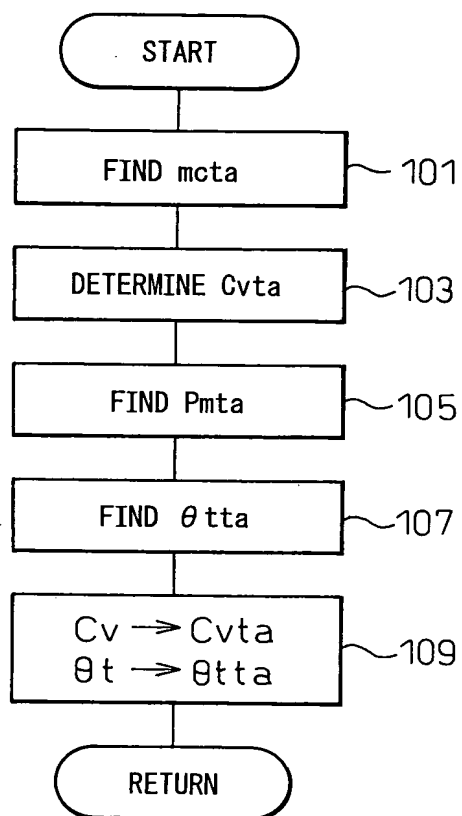 START
FIND mcta
101
DETERMINE Cvta
103
FIND Pmta
105
FIND θtta
107
Cv → Cvta
θt → θtta
109
RETURN